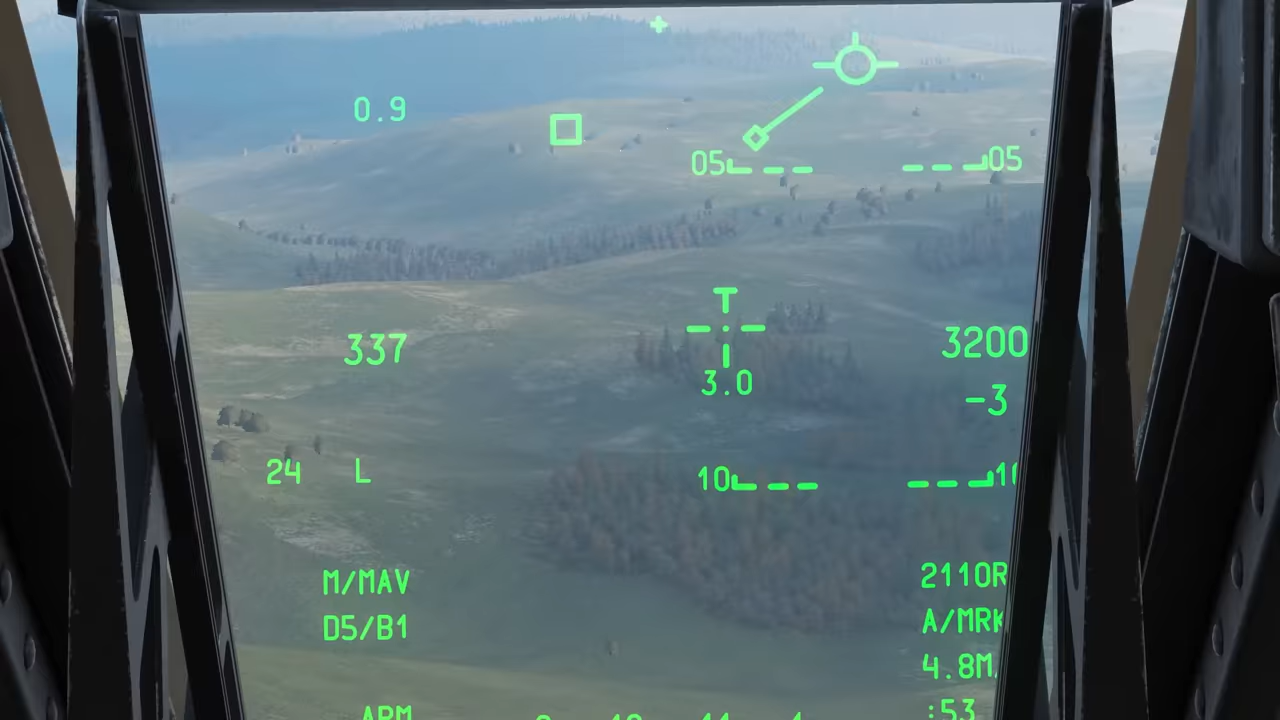 0.9
05 05
T
337 3200
3.0
-3
24 L
10
M/MAV 2110R
D5/B1 A/MRK
4.8M
ARM :53